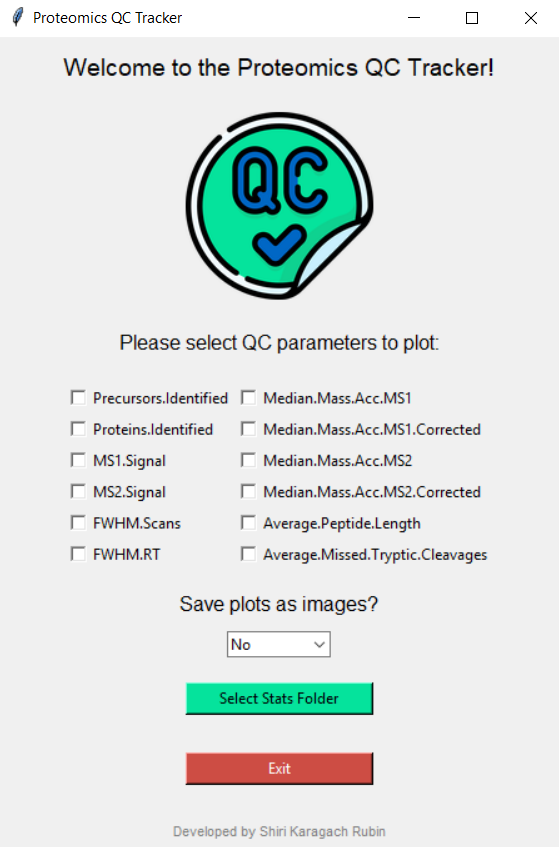 Proteomics QC Tracker
Welcome to the Proteomics QC Tracker!
QC
Please select QC parameters to plot:
Precursors.Identified
Median.Mass.Acc.MS1
Proteins.Identified
Median.Mass.Acc.MS1.Corrected
MS1.Signal
Median.Mass.Acc.MS2
MS2.Signal
Median.Mass.Acc.MS2.Corrected
FWHM.Scans
Average.Peptide.Length
FWHM.RT
Average.Missed.Tryptic.Cleavages
Save plots as images?
No
Select Stats Folder
Exit
Developed by Shiri Karagach Rubin